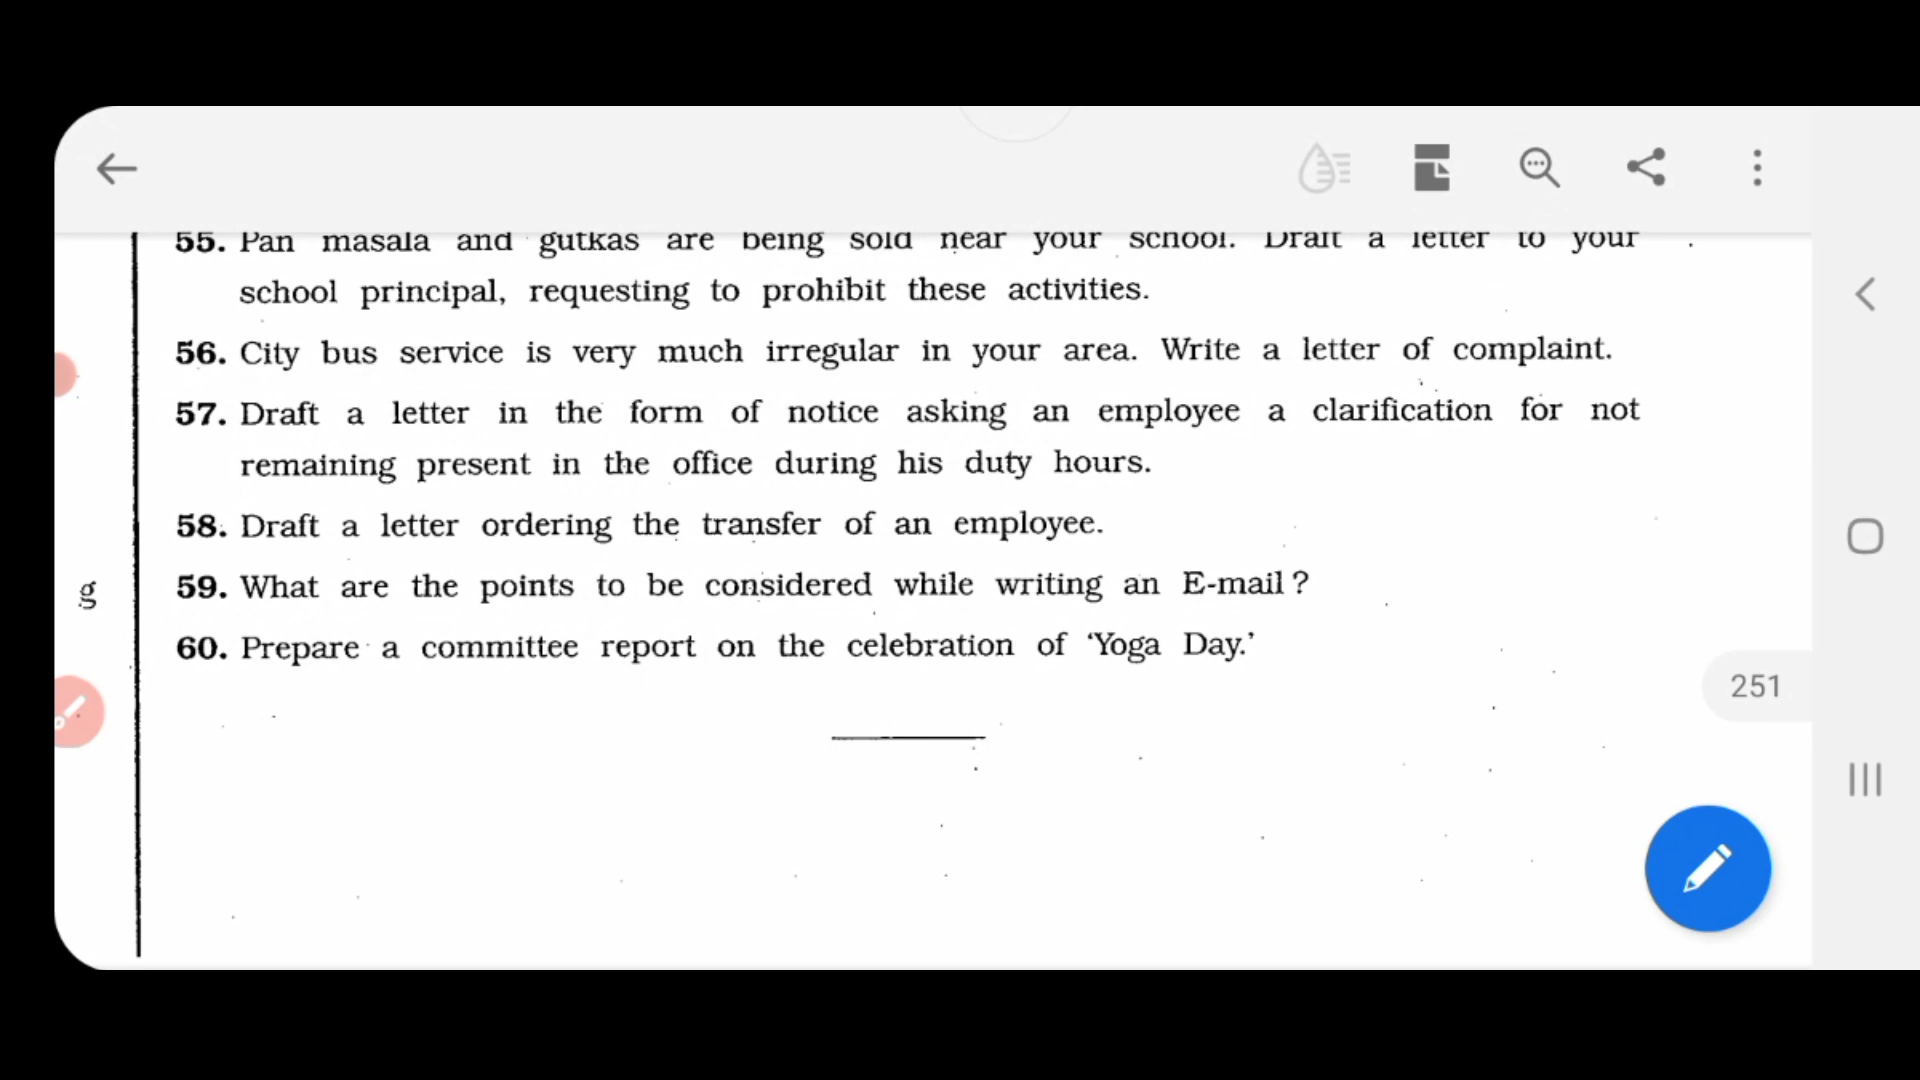 55. Pan masala and gutkas are being sold near your school. Draft a letter to your
school principal, requesting to prohibit these activities.
56. City bus service is very much irregular in your area. Write a letter of complaint.
57. Draft a letter in the form of notice asking an employee a clarification for not
remaining present in the office during his duty hours.
58. Draft a letter ordering the transfer of an employee.
g
59. What are the points to be considered while writing an E-mail?
60. Prepare a committee report on the celebration of ‘Yoga Day.’
251